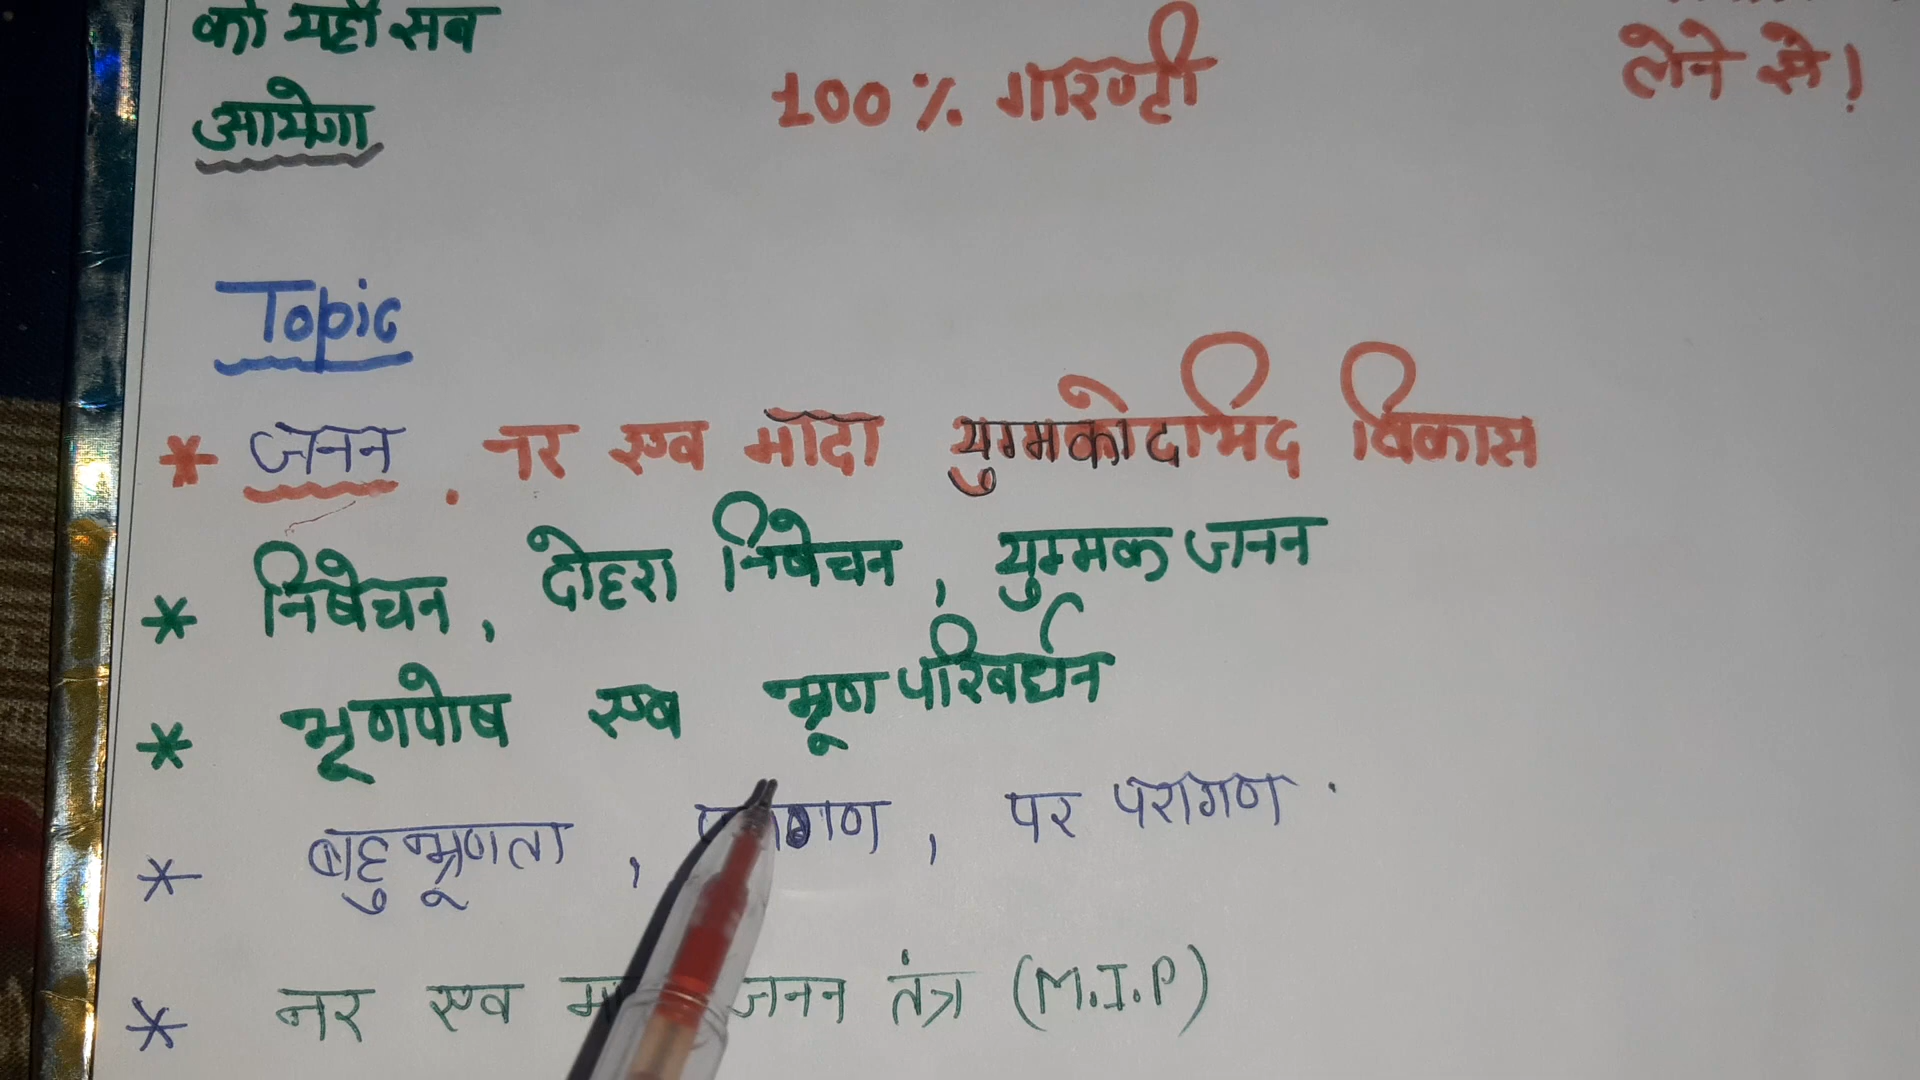 को यहाँ सब
आयेगा
100% गारण्टी
लेने से!
Topic
* जनन . नर एव मादा युग्मकोदभिद विकास
* निषेचन, दोहरा निषेचन, युग्मक जनन
* भ्रूणपोष एव भ्रूण परिवर्धन
* बहुभ्रूणता, , पर परागण .
* नर एव जनन तंत्र (M.I.P)